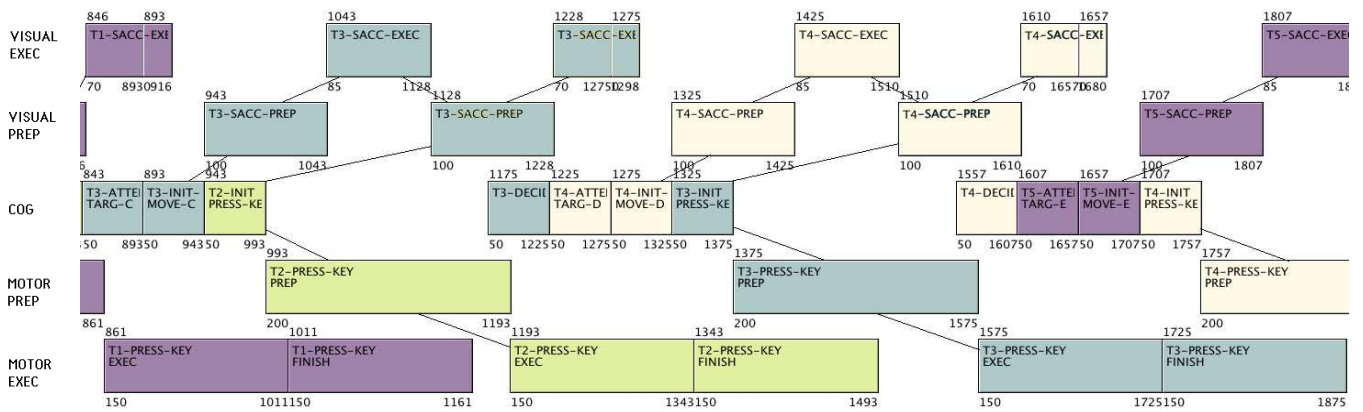 846 893 1043 1228 1275 1425 1610 1657 1807
VISUAL
EXEC
T1-SACC-EXE T3-SACC-EXEC T3-SACC-EXE T4-SACC-EXEC T4-SACC-EXE T5-SACC-EXEC
70 8930916 85 1128 70 12750 1298 85 1510 70 16570 1680 85
943 1128 1325 1510 1707
VISUAL
PREP
T3-SACC-PREP T3-SACC-PREP T4-SACC-PREP T4-SACC-PREP T5-SACC-PREP
100 1043 100 1228 100 1425 100 1610 100 1807
843 893 943 1175 1225 1275 1325 1557 1607 1657 1707
COG
T3-ATTE T3-INIT- T2-INIT T3-DECI T4-ATTE T4-INIT- T3-INIT T4-DECI T5-ATTE T5-INIT- T4-INIT
TARG-C MOVE-C PRESS-KE TARG-D MOVE-D PRESS-KE TARG-E MOVE-E PRESS-KE
50 89350 94350 993 50 122550 127550 132550 1375 50 160750 165750 170750 1757
993 1375 1757
MOTOR
PREP
T2-PRESS-KEY T3-PRESS-KEY T4-PRESS-KEY
PREP PREP PREP
861 200 1193 200 1575 200
861 1011 1193 1343 1575 1725
MOTOR
EXEC
T1-PRESS-KEY T1-PRESS-KEY T2-PRESS-KEY T2-PRESS-KEY T3-PRESS-KEY T3-PRESS-KEY
EXEC FINISH EXEC FINISH EXEC FINISH
150 1011150 1161 150 1343150 1493 150 1725150 1875